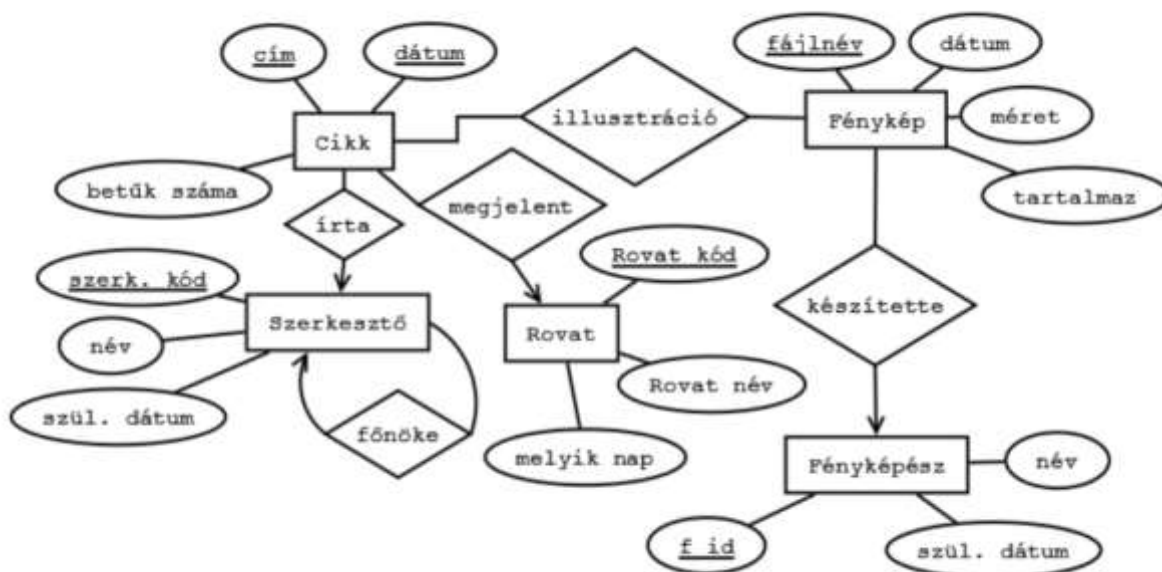 cím
dátum
fájlnév
dátum
Cikk
illusztráció
Fénykép
méret
betűk száma
tartalmaz
írta
megjelent
szerk. kód
Rovat kód
Szerkesztő
Rovat
készítette
név
Rovat név
szül. dátum
főnöke
melyik nap
Fényképész
név
f id
szül. dátum